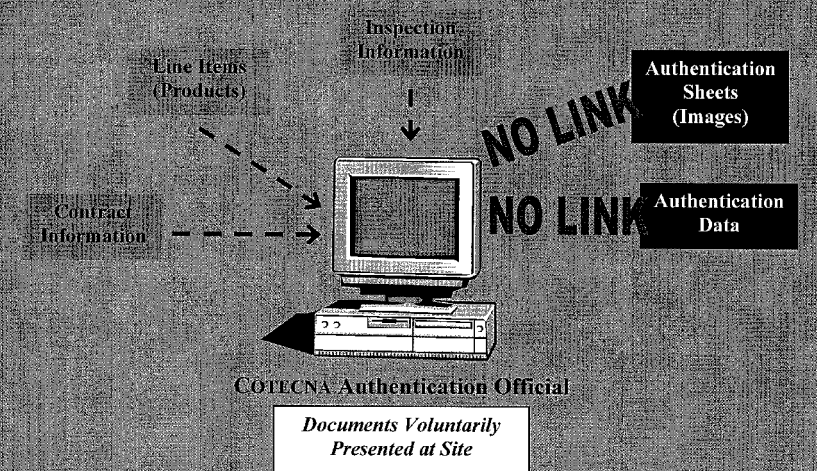 Inspection
Information
Line Items
(Products)
Authentication
Sheets
(Images)
NO LINK
Contract
Information
NO LINK
Authentication
Data
COTECNA Authentication Official
Documents Voluntarily
Presented at Site